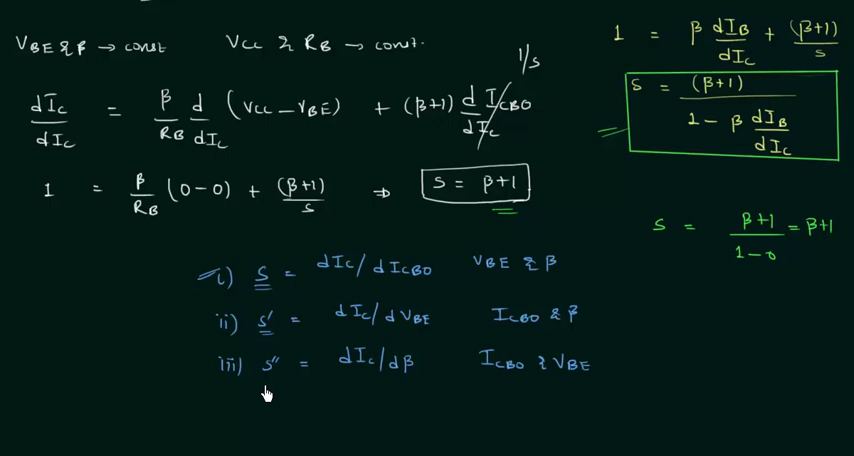 VBE & β → const    VCC & RB → const.
dIc/dIc = β/RB d/dIc (VCC − VBE) + (β+1) d ICBO/dIc    1/s
1 = β/RB (0−0) + (β+1)/s ⇒ S = β+1
i) S = dIc/dICBO    VBE & β
ii) S' = dIc/dVBE    ICBO & β
iii) S'' = dIc/dβ    ICBO & VBE
1 = β dIB/dIc + (β+1)/s
S = (β+1)/(1 − β dIB/dIc)
S = β+1/1−0 = β+1